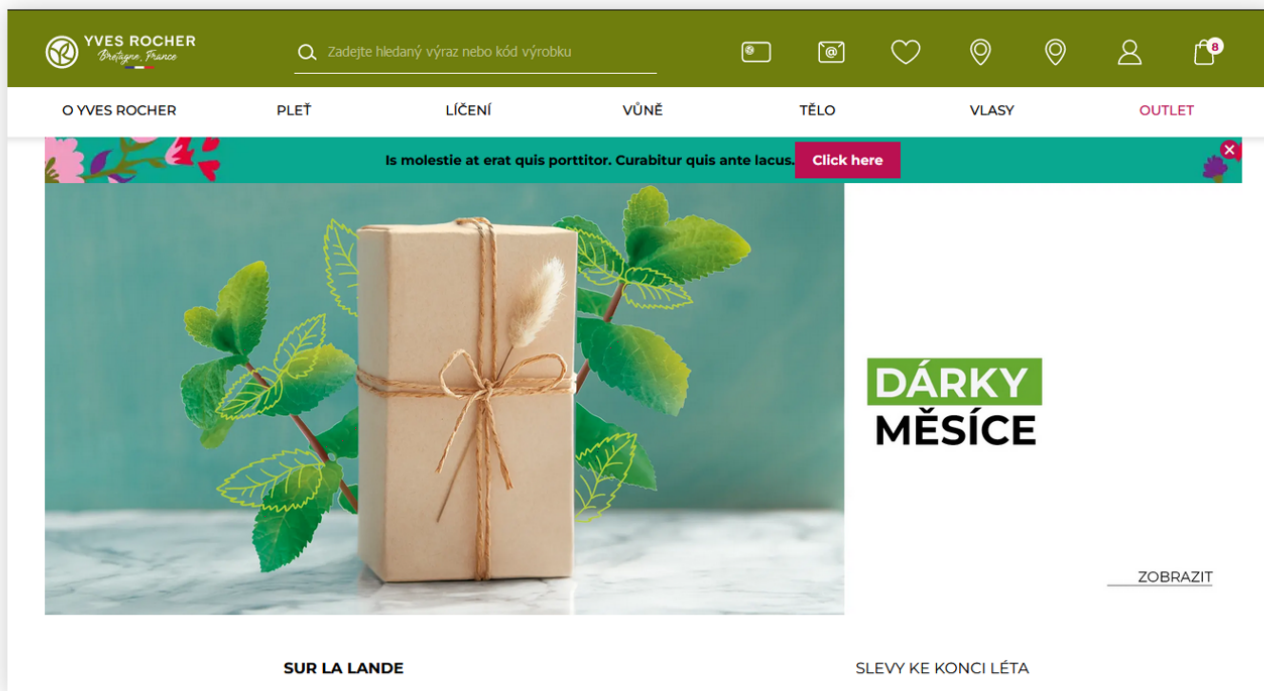 YVES ROCHER
Bretagne, France
Zadejte hledaný výraz nebo kód výrobku
@
8
O YVES ROCHER
PLEŤ
LÍČENÍ
VŮNĚ
TĚLO
VLASY
OUTLET
Is molestie at erat quis porttitor. Curabitur quis ante lacus.
Click here
DÁRKY
MĚSÍCE
ZOBRAZIT
SUR LA LANDE
SLEVY KE KONCI LÉTA